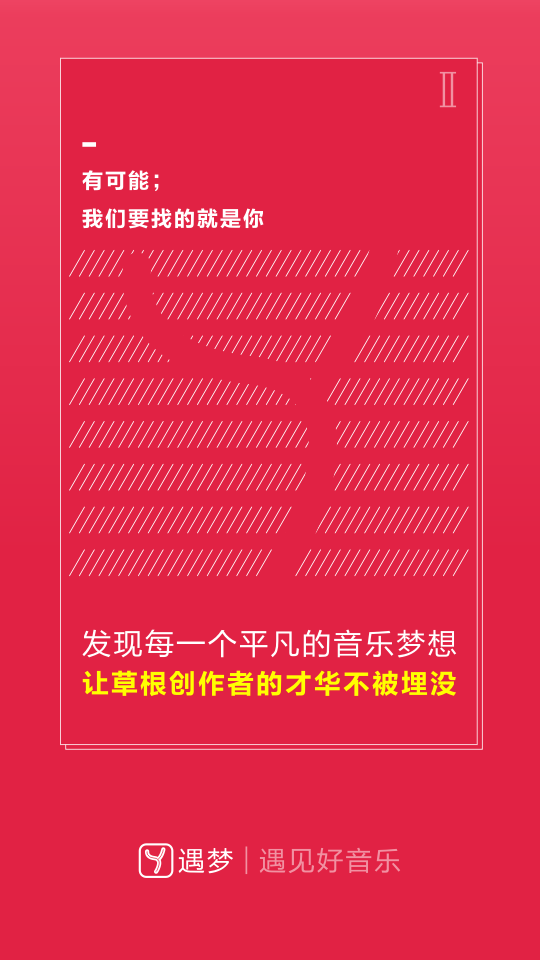 II
有可能；
我们要找的就是你
发现每一个平凡的音乐梦想
让草根创作者的才华不被埋没
遇梦｜遇见好音乐